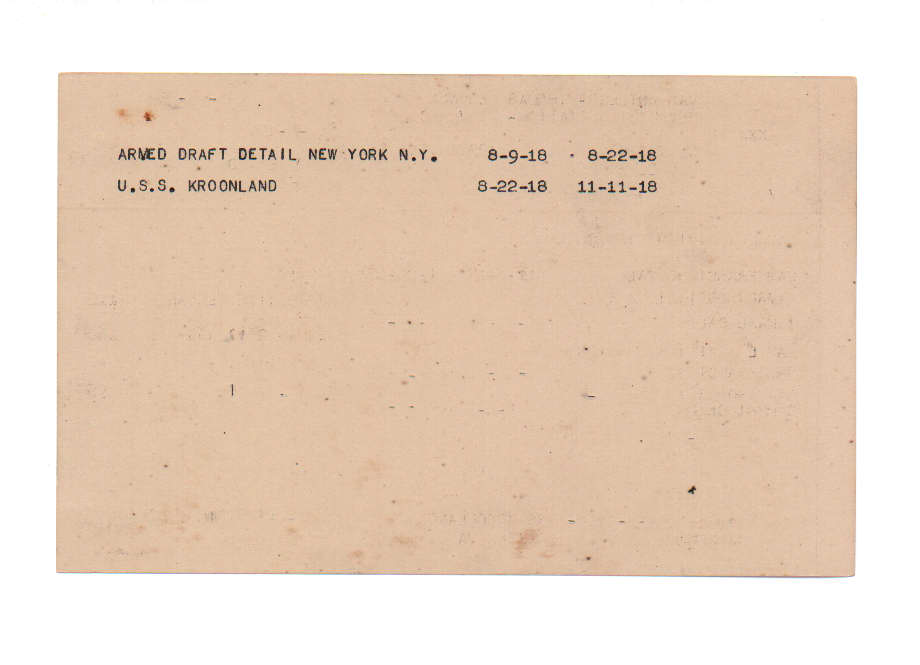 ARMED DRAFT DETAIL NEW YORK N.Y. 8-9-18 8-22-18
U.S.S. KROONLAND 8-22-18 11-11-18